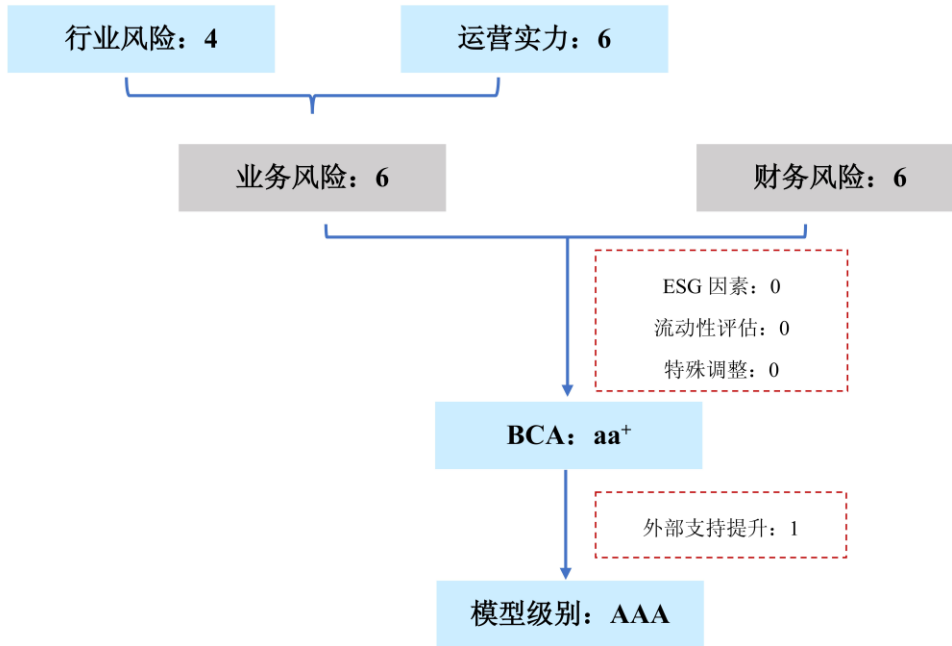 行业风险：4
运营实力：6
业务风险：6
财务风险：6
ESG 因素：0
流动性评估：0
特殊调整：0
BCA：aa⁺
外部支持提升：1
模型级别：AAA